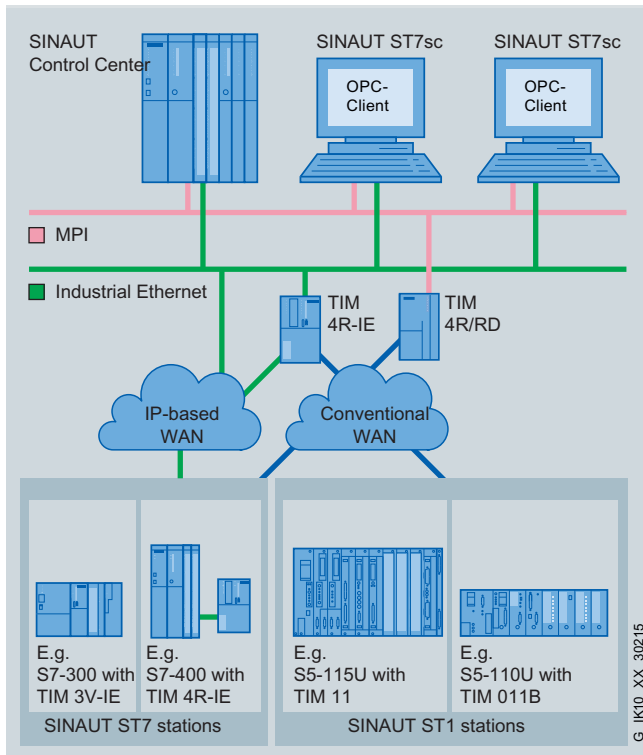 SINAUT
Control Center
SINAUT ST7sc
SINAUT ST7sc
OPC-
Client
OPC-
Client
MPI
Industrial Ethernet
TIM
4R-IE
TIM
4R/RD
IP-based
WAN
Conventional
WAN
E.g.
S7-300 with
TIM 3V-IE
E.g.
S7-400 with
TIM 4R-IE
E.g.
S5-115U with
TIM 11
E.g.
S5-110U with
TIM 011B
SINAUT ST7 stations
SINAUT ST1 stations
G_IK10_XX_30215